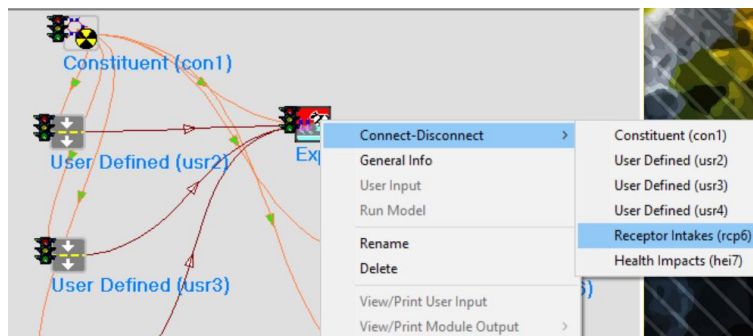 Constituent (con1)
User Defined (usr2)
Exp
User Defined (usr3)
6)
Connect-Disconnect
General Info
User Input
Run Model
Rename
Delete
View/Print User Input
View/Print Module Output
Constituent (con1)
User Defined (usr2)
User Defined (usr3)
User Defined (usr4)
Receptor Intakes (rcp6)
Health Impacts (hei7)